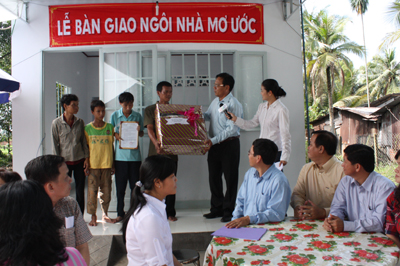 LỄ BÀN GIAO NGÔI NHÀ MƠ ƯỚC